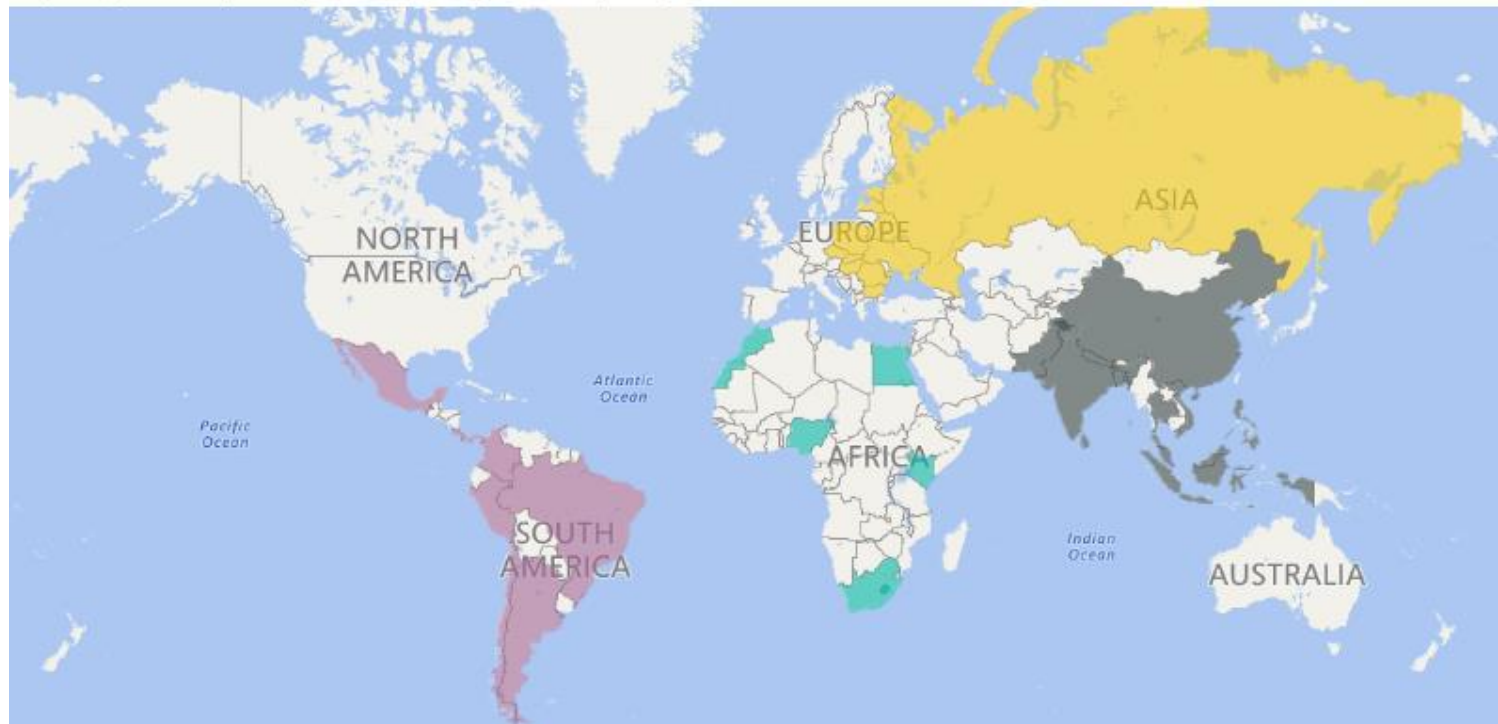 NORTH
AMERICA
EUROPE
ASIA
Atlantic
Ocean
Pacific
Ocean
AFRICA
SOUTH
AMERICA
Indian
Ocean
AUSTRALIA